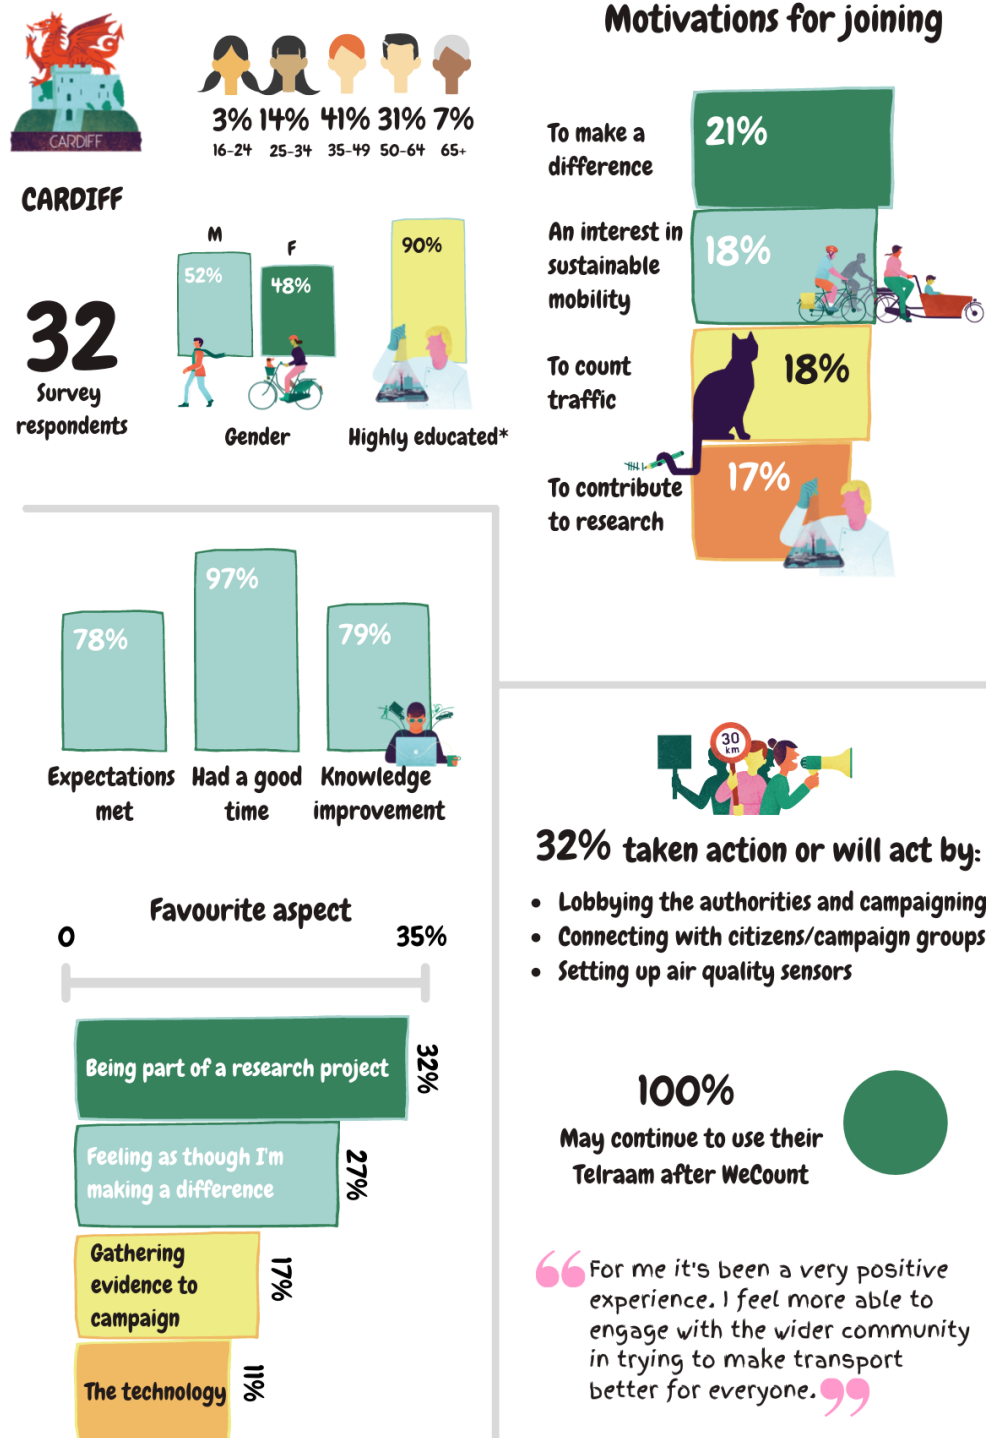 CARDIFF
CARDIFF
3% 14% 41% 31% 7%
16-24 25-34 35-49 50-64 65+
32
Survey
respondents
M
F
52%
48%
Gender
90%
Highly educated*
Motivations for joining
To make a
difference
21%
An interest in
sustainable
mobility
18%
To count
traffic
18%
To contribute
to research
17%
78%
97%
79%
Expectations
met
Had a good
time
Knowledge
improvement
Favourite aspect
0
35%
Being part of a research project
32%
Feeling as though I'm
making a difference
27%
Gathering
evidence to
campaign
17%
The technology
11%
30
km
32% taken action or will act by:
• Lobbying the authorities and campaigning
• Connecting with citizens/campaign groups
• Setting up air quality sensors
100%
May continue to use their
Telraam after WeCount
“For me it's been a very positive
experience. I feel more able to
engage with the wider community
in trying to make transport
better for everyone.”